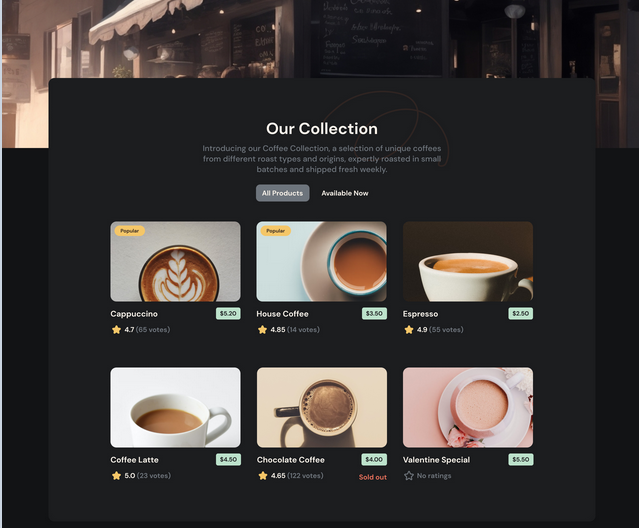 Our Collection
Introducing our Coffee Collection, a selection of unique coffees
from different roast types and origins, expertly roasted in small
batches and shipped fresh weekly.
All Products Available Now
Popular
Popular
Cappuccino $5.20
4.7 (65 votes)
House Coffee $3.50
4.85 (14 votes)
Espresso $2.50
4.9 (55 votes)
Coffee Latte $4.50
5.0 (23 votes)
Chocolate Coffee $4.00
4.65 (122 votes) Sold out
Valentine Special $5.50
No ratings